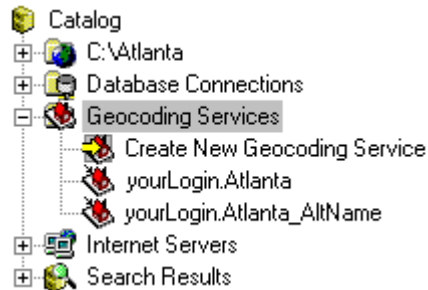 Catalog
C:\Atlanta
Database Connections
Geocoding Services
Create New Geocoding Service
yourLogin.Atlanta
yourLogin.Atlanta_AltName
Internet Servers
Search Results